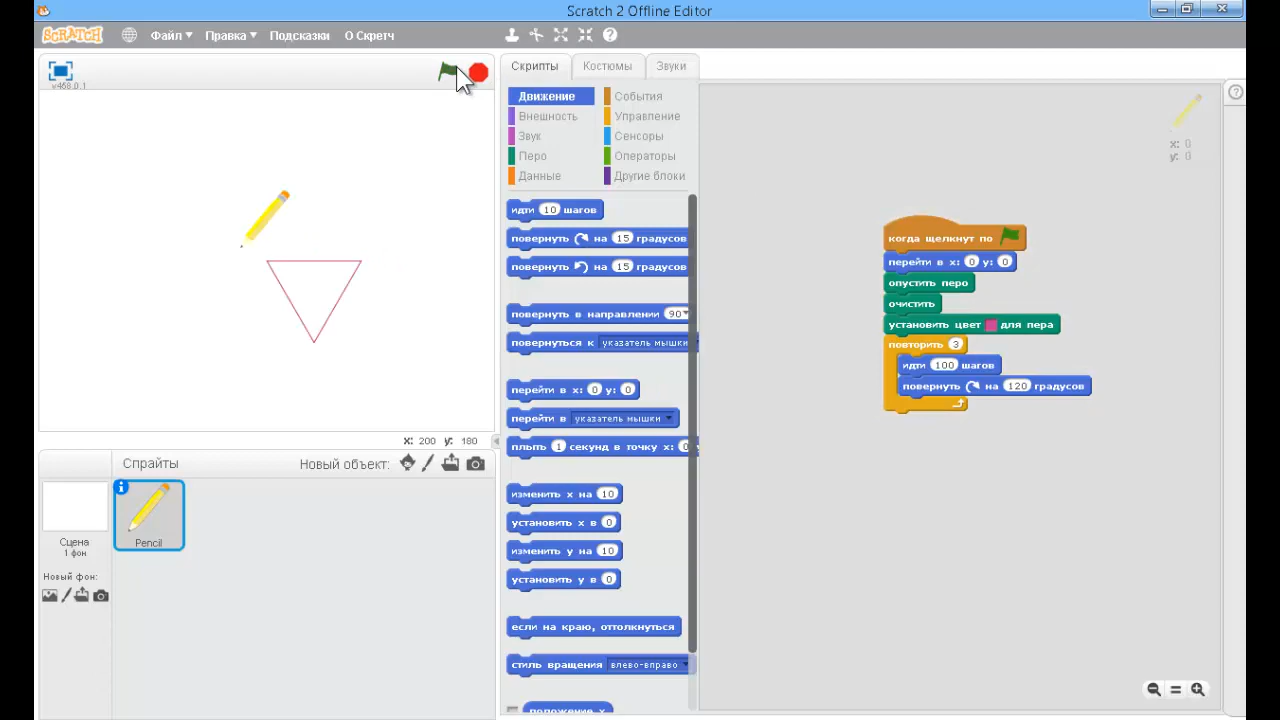 Scratch 2 Offline Editor
SCRATCH Файл Правка Подсказки О Скретч
v468.0.1
Скрипты Костюмы Звуки
Движение События
Внешность Управление
Звук Сенсоры
Перо Операторы
Данные Другие блоки
идти 10 шагов
повернуть на 15 градусов
повернуть на 15 градусов
повернуть в направлении 90
повернуться к указатель мышки
перейти в x: 0 y: 0
перейти в указатель мышки
плыть 1 секунд в точку x: 0
изменить x на 10
установить x в 0
изменить y на 10
установить y в 0
если на краю, оттолкнуться
стиль вращения влево-вправо
положение x
x: 0
y: 0
когда щелкнут по
перейти в x: 0 y: 0
опустить перо
очистить
установить цвет для пера
повторить 3
идти 100 шагов
повернуть на 120 градусов
x: 200 y: 180
Спрайты Новый объект:
Сцена
1 фон
Новый фон:
Pencil